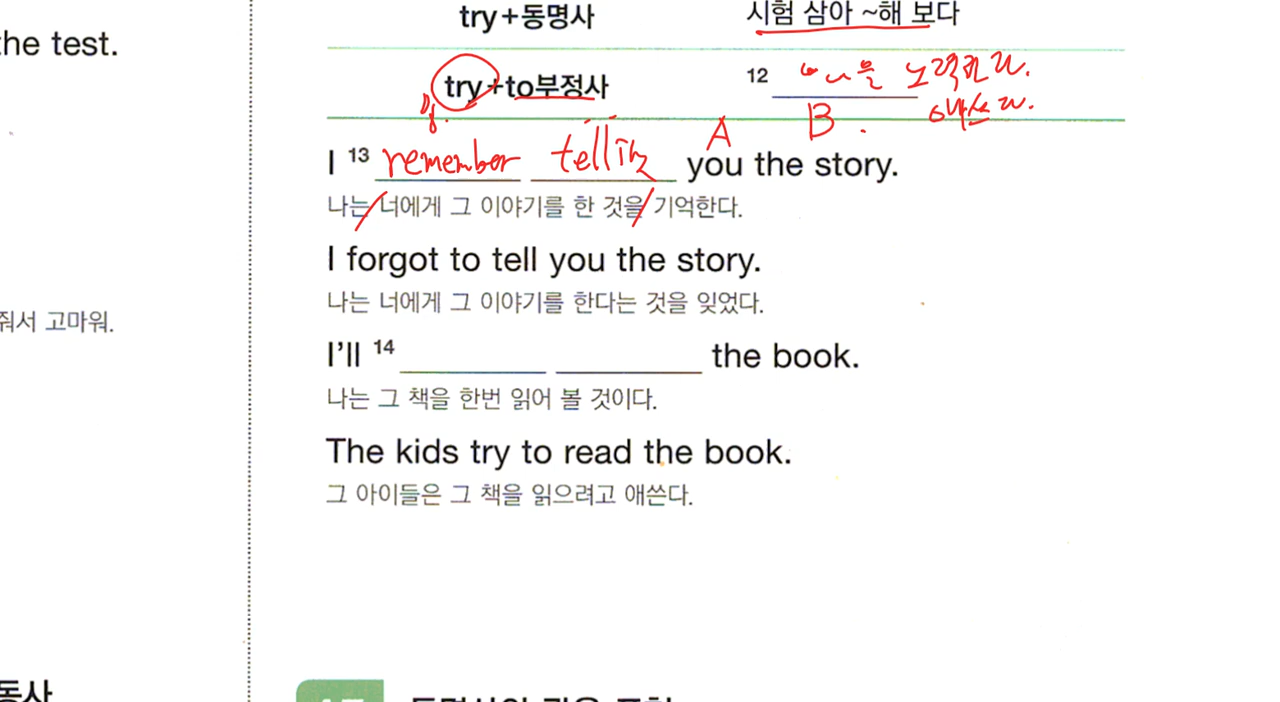 try+동명사 시험 삼아 ~해 보다
the test.
try+to부정사 12 노력한다.
애쓴다.
A B.
I 13 remember telling you the story.
나는 너에게 그 이야기를 한 것을 기억한다.
I forgot to tell you the story.
나는 너에게 그 이야기를 한다는 것을 잊었다.
줘서 고마워.
I'll 14 the book.
나는 그 책을 한번 읽어 볼 것이다.
The kids try to read the book.
그 아이들은 그 책을 읽으려고 애쓴다.
동사